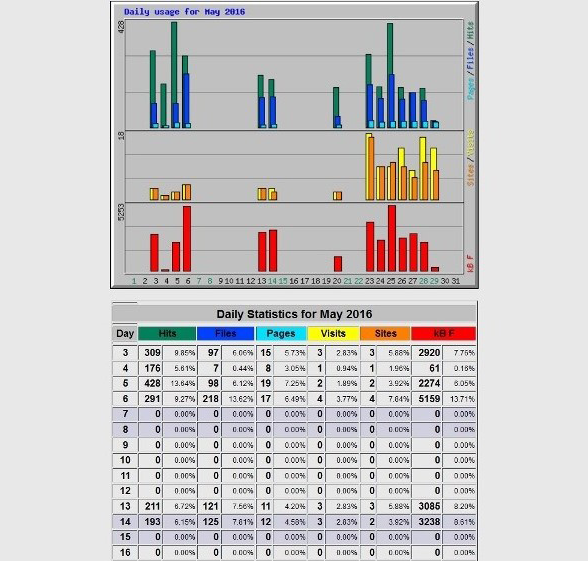 Daily usage for May 2016
428
Pages / Files / Hits
18
Sites / Visits
5253
kB F
1 2 3 4 5 6 7 8 9 10 11 12 13 14 15 16 17 18 19 20 21 22 23 24 25 26 27 28 29 30 31
Daily Statistics for May 2016
Day Hits Files Pages Visits Sites kB F
3 309 9.85% 97 6.06% 15 5.73% 3 2.83% 3 5.88% 2920 7.76%
4 176 5.61% 7 0.44% 8 3.05% 1 0.94% 1 1.96% 61 0.16%
5 428 13.64% 98 6.12% 19 7.25% 2 1.89% 2 3.92% 2274 6.05%
6 291 9.27% 218 13.62% 17 6.49% 4 3.77% 4 7.84% 5159 13.71%
7 0 0.00% 0 0.00% 0 0.00% 0 0.00% 0 0.00% 0 0.00%
8 0 0.00% 0 0.00% 0 0.00% 0 0.00% 0 0.00% 0 0.00%
9 0 0.00% 0 0.00% 0 0.00% 0 0.00% 0 0.00% 0 0.00%
10 0 0.00% 0 0.00% 0 0.00% 0 0.00% 0 0.00% 0 0.00%
11 0 0.00% 0 0.00% 0 0.00% 0 0.00% 0 0.00% 0 0.00%
12 0 0.00% 0 0.00% 0 0.00% 0 0.00% 0 0.00% 0 0.00%
13 211 6.72% 121 7.56% 11 4.20% 3 2.83% 3 5.88% 3085 8.20%
14 193 6.15% 125 7.81% 12 4.58% 3 2.83% 2 3.92% 3238 8.61%
15 0 0.00% 0 0.00% 0 0.00% 0 0.00% 0 0.00% 0 0.00%
16 0 0.00% 0 0.00% 0 0.00% 0 0.00% 0 0.00% 0 0.00%